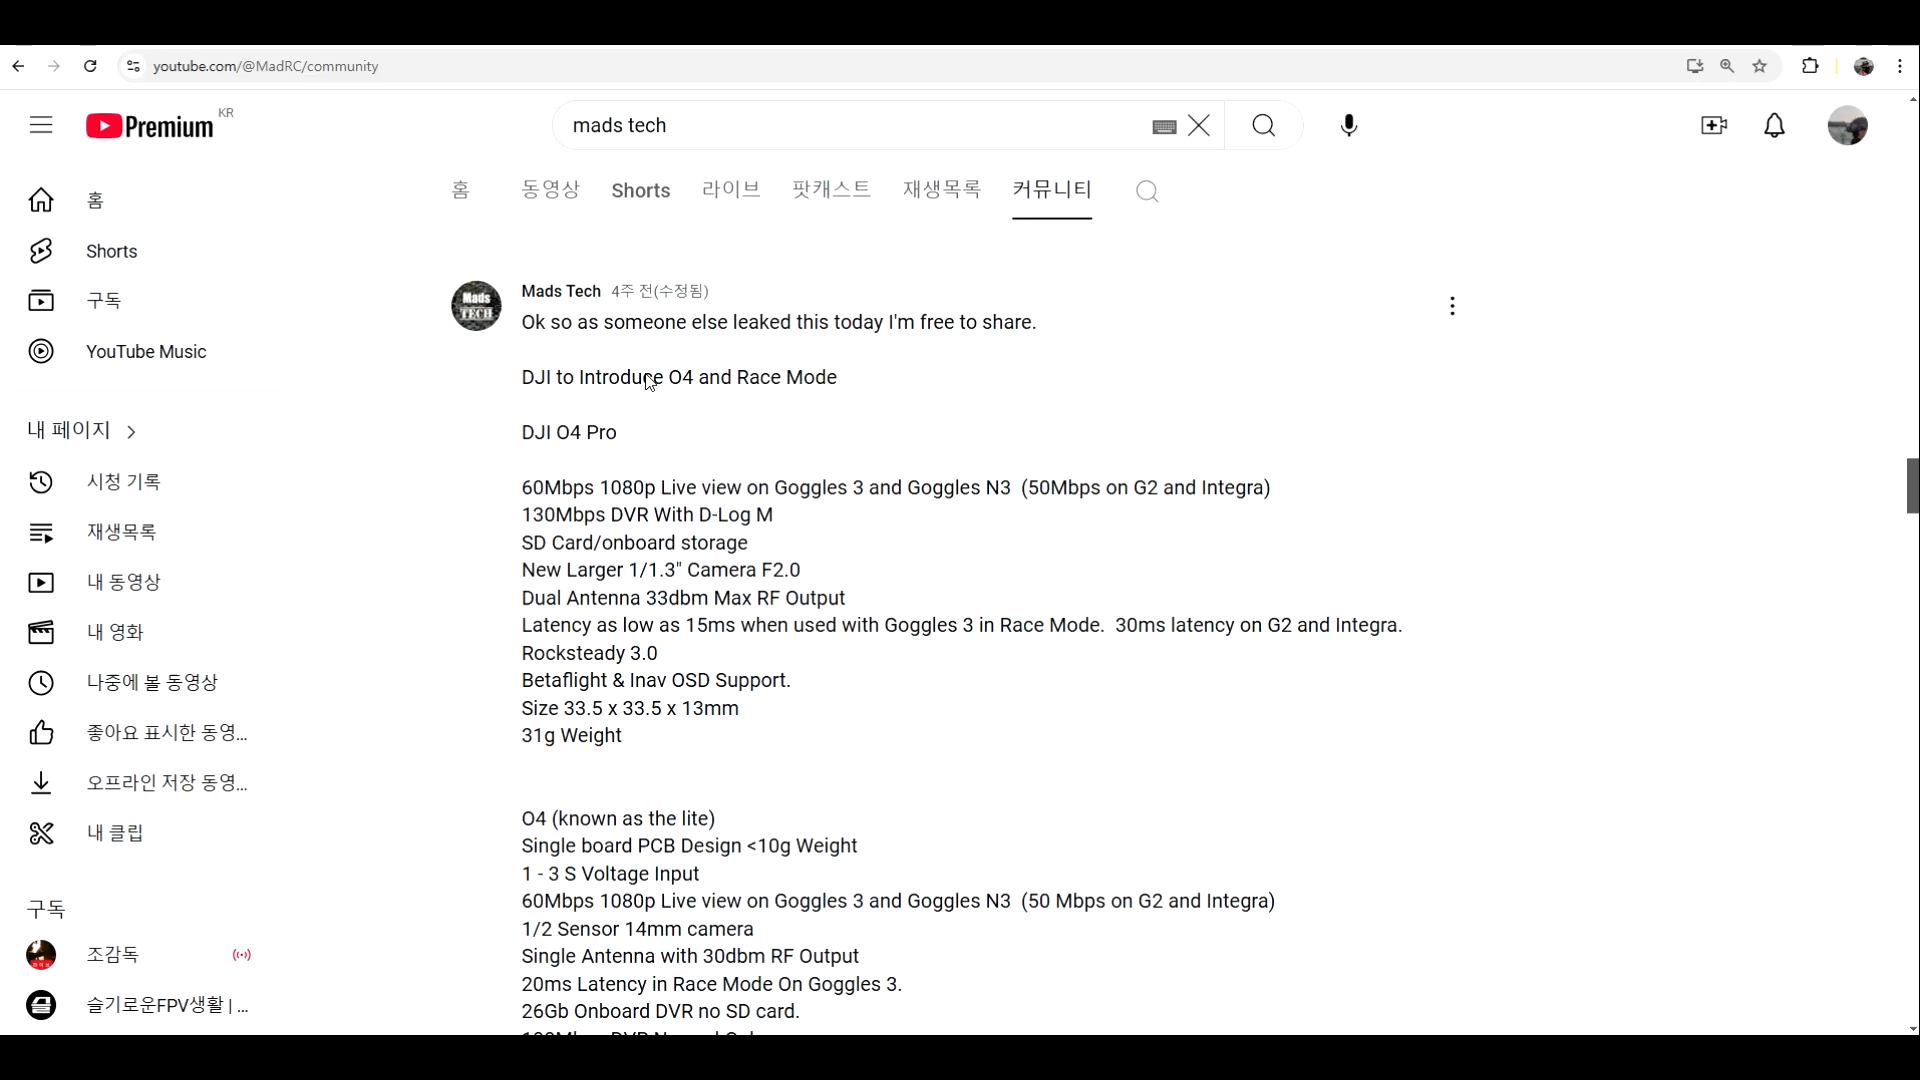 youtube.com/@MadRC/community
Premium KR
mads tech
홈 동영상 Shorts 라이브 팟캐스트 재생목록 커뮤니티
홈
Shorts
구독
YouTube Music
내 페이지
시청 기록
재생목록
내 동영상
내 영화
나중에 볼 동영상
좋아요 표시한 동영...
오프라인 저장 동영...
내 클립
구독
조감독
슬기로운FPV생활 | ...
Mads TECH
Mads Tech 4주 전(수정됨)
Ok so as someone else leaked this today I'm free to share.
DJI to Introduce O4 and Race Mode
DJI O4 Pro
60Mbps 1080p Live view on Goggles 3 and Goggles N3 (50Mbps on G2 and Integra)
130Mbps DVR With D-Log M
SD Card/onboard storage
New Larger 1/1.3" Camera F2.0
Dual Antenna 33dbm Max RF Output
Latency as low as 15ms when used with Goggles 3 in Race Mode. 30ms latency on G2 and Integra.
Rocksteady 3.0
Betaflight & Inav OSD Support.
Size 33.5 x 33.5 x 13mm
31g Weight
O4 (known as the lite)
Single board PCB Design <10g Weight
1 - 3 S Voltage Input
60Mbps 1080p Live view on Goggles 3 and Goggles N3 (50 Mbps on G2 and Integra)
1/2 Sensor 14mm camera
Single Antenna with 30dbm RF Output
20ms Latency in Race Mode On Goggles 3.
26Gb Onboard DVR no SD card.